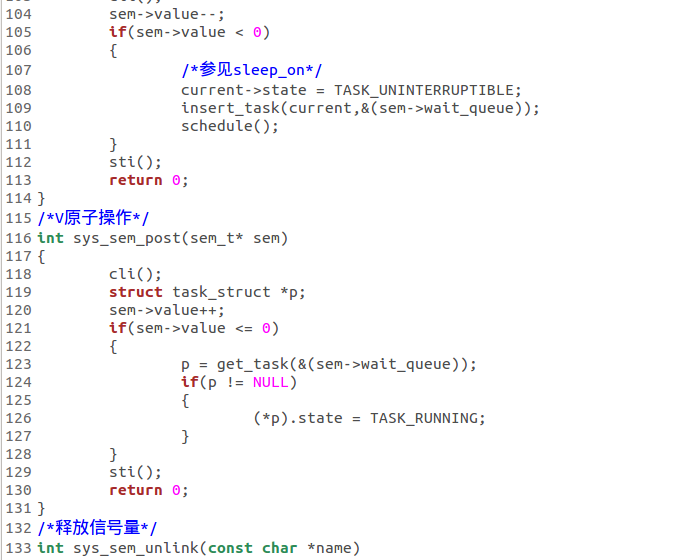 104 sem->value--;
105 if(sem->value < 0)
106 {
107 /*参见sleep_on*/
108 current->state = TASK_UNINTERRUPTIBLE;
109 insert_task(current,&(sem->wait_queue));
110 schedule();
111 }
112 sti();
113 return 0;
114 }
115 /*V原子操作*/
116 int sys_sem_post(sem_t* sem)
117 {
118 cli();
119 struct task_struct *p;
120 sem->value++;
121 if(sem->value <= 0)
122 {
123 p = get_task(&(sem->wait_queue));
124 if(p != NULL)
125 {
126 (*p).state = TASK_RUNNING;
127 }
128 }
129 sti();
130 return 0;
131 }
132 /*释放信号量*/
133 int sys_sem_unlink(const char *name)